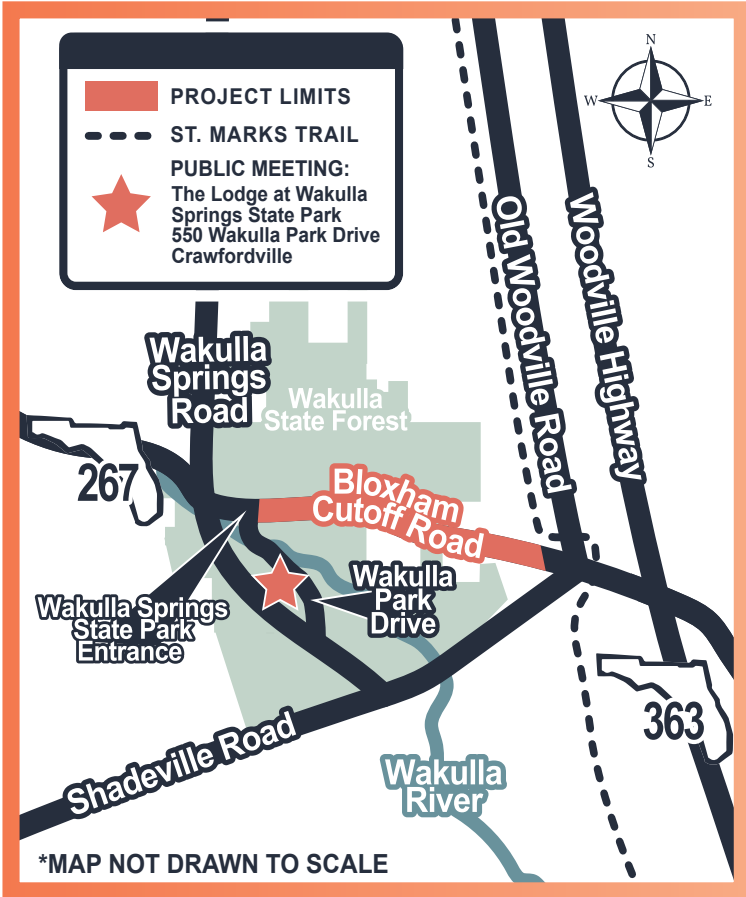 PROJECT LIMITS
ST. MARKS TRAIL
PUBLIC MEETING:
The Lodge at Wakulla
Springs State Park
550 Wakulla Park Drive
Crawfordville
N
W
E
S
Old Woodville Road
Woodville Highway
Wakulla
Springs
Road
Wakulla
State Forest
267
Bloxham
Cutoff Road
Wakulla Springs
State Park
Entrance
Wakulla
Park
Drive
363
Shadeville Road
Wakulla
River
*MAP NOT DRAWN TO SCALE